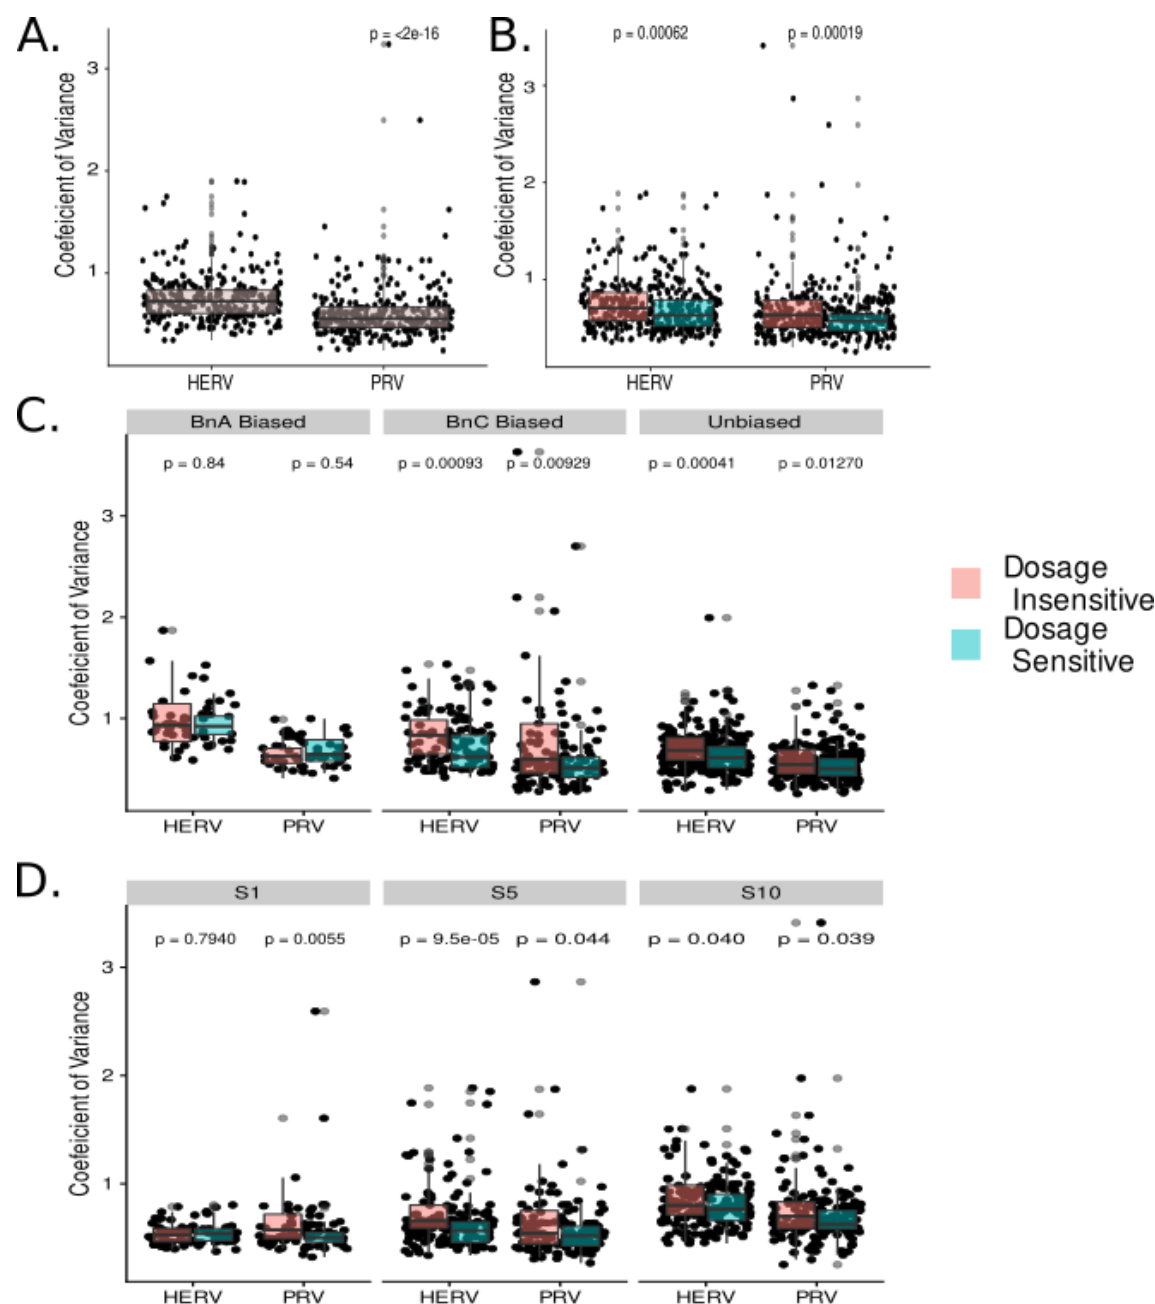 A.
p = <2e-16
Coefeicient of Variance
3
2
1
HERV
PRV
B.
p = 0.00062
p = 0.00019
Coefeicient of Variance
3
2
1
HERV
PRV
C.
BnA Biased
BnC Biased
Unbiased
p = 0.84
p = 0.54
p = 0.00093
p = 0.00929
p = 0.00041
p = 0.01270
Coefeicient of Variance
3
2
1
HERV
PRV
HERV
PRV
HERV
PRV
Dosage
Insensitive
Dosage
Sensitive
D.
S1
S5
S10
p = 0.7940
p = 0.0055
p = 9.5e-05
p = 0.044
p = 0.040
p = 0.039
Coefeicient of Variance
3
2
1
HERV
PRV
HERV
PRV
HERV
PRV